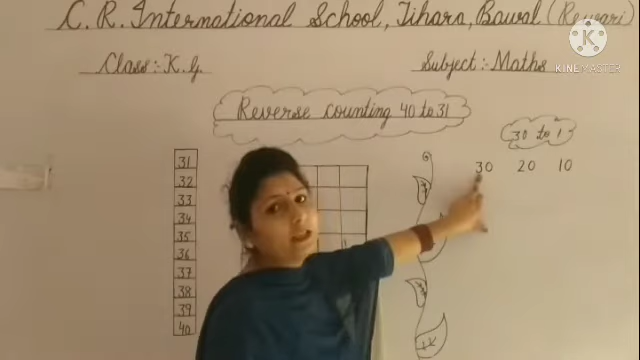 C. R. International School, Tihara, Bawal (Rewari)
Class:- K.G. Subject:- Maths
Reverse counting 40 to 31
30 to 1
30 20 10
31
32
33
34
35
36
37
38
39
40
K
KINEMASTER